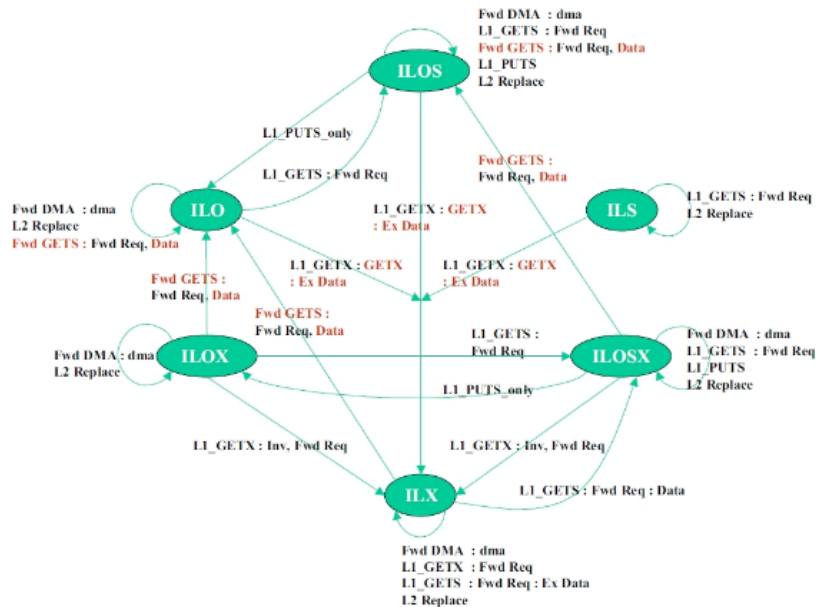 Fwd DMA : dma
L1_GETS : Fwd Req
Fwd GETS : Fwd Req, Data
L1_PUTS
L2 Replace
ILOS
L1_PUTS_only
L1_GETS : Fwd Req
Fwd GETS :
Fwd Req, Data
ILO
Fwd DMA : dma
L2 Replace
Fwd GETS : Fwd Req, Data
L1_GETX : GETX
: Ex Data
ILS
L1_GETS : Fwd Req
L2 Replace
L1_GETX : GETX
: Ex Data
L1_GETX : GETX
: Ex Data
Fwd GETS :
Fwd Req, Data
Fwd GETS :
Fwd Req, Data
ILOX
Fwd DMA : dma
L2 Replace
L1_GETS :
Fwd Req
L1_PUTS_only
ILOSX
Fwd DMA : dma
L1_GETS : Fwd Req
L1_PUTS
L2 Replace
L1_GETX : Inv, Fwd Req
L1_GETX : Inv, Fwd Req
L1_GETS : Fwd Req : Data
ILX
Fwd DMA : dma
L1_GETX : Fwd Req
L1_GETS : Fwd Req : Ex Data
L2 Replace